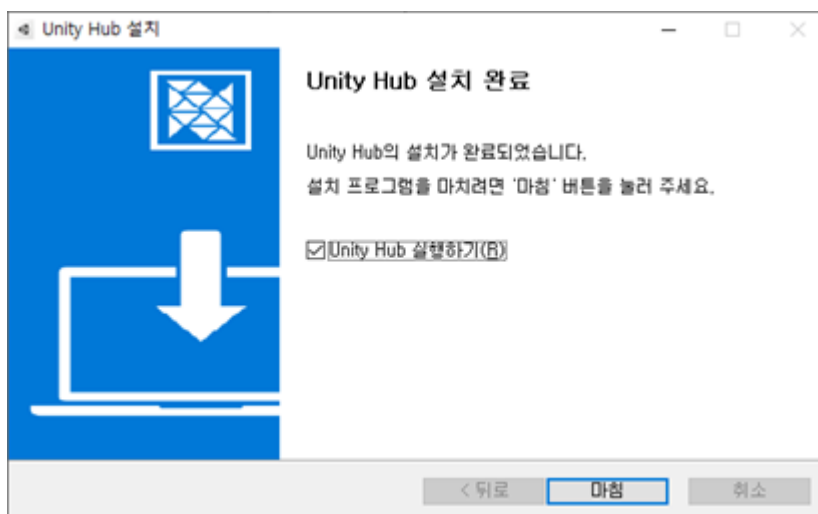 Unity Hub 설치
Unity Hub 설치 완료
Unity Hub의 설치가 완료되었습니다.
설치 프로그램을 마치려면 '마침' 버튼을 눌러 주세요.
Unity Hub 실행하기(R)
< 뒤로
마침
취소